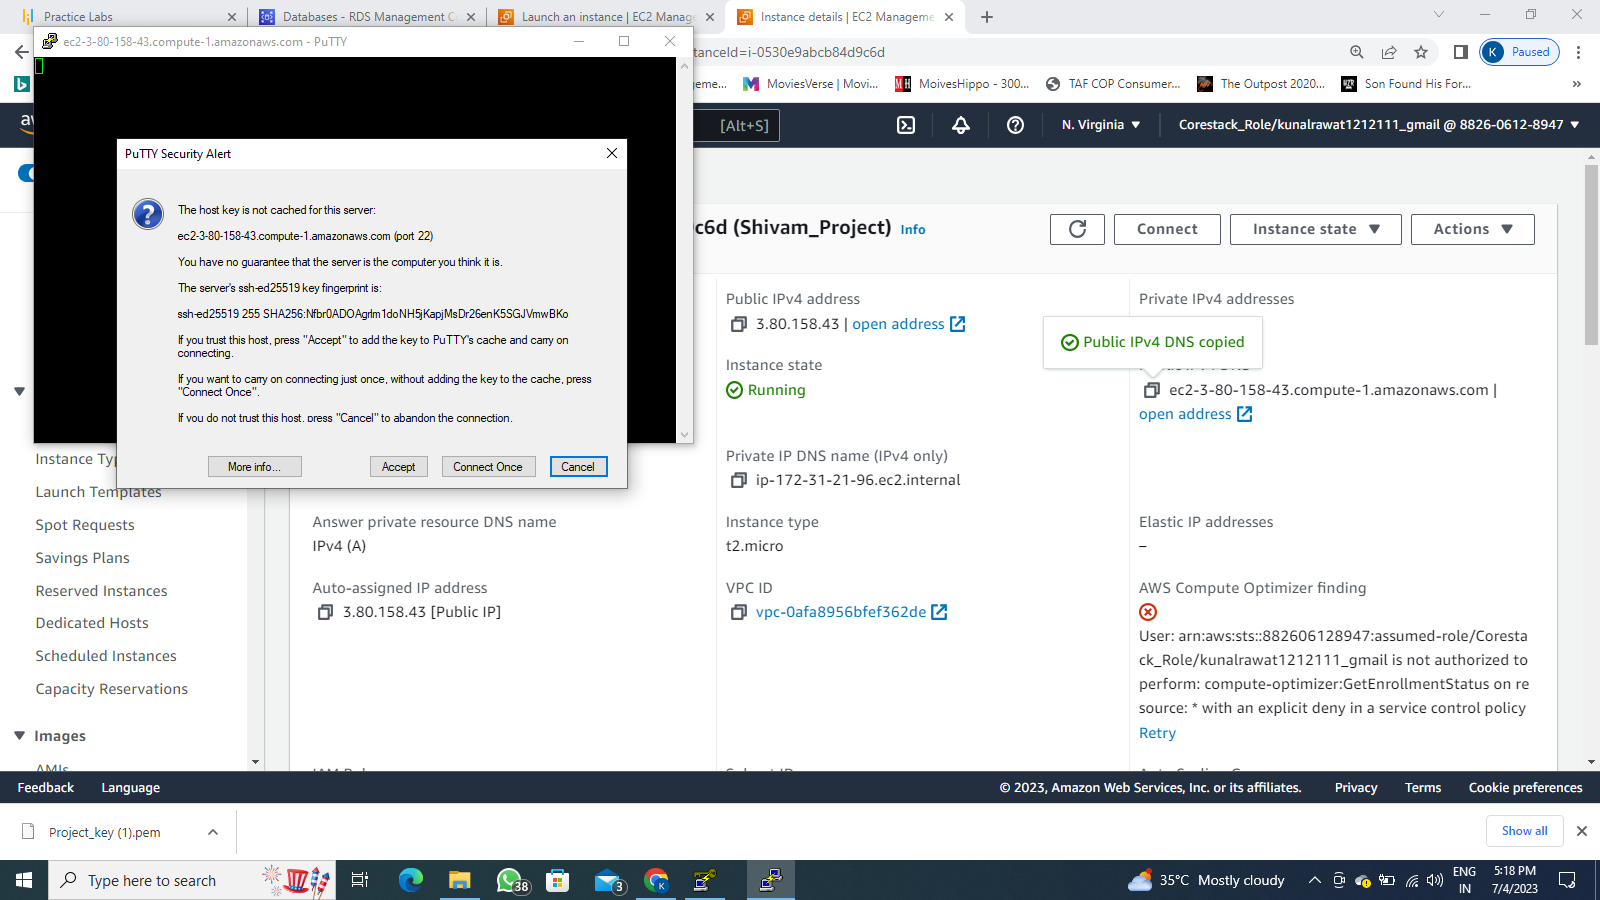 Practice Labs
Databases - RDS Management C
Launch an instance | EC2 Manage
Instance details | EC2 Manageme
ec2-3-80-158-43.compute-1.amazonaws.com - PuTTY
tanceId=i-0530e9abcb84d9c6d
K
Paused
geme...
MoviesVerse | Movi...
MoivesHippo - 300...
TAF COP Consumer...
The Outpost 2020...
Son Found His For...
»
[Alt+S]
N. Virginia
Corestack_Role/kunalrawat1212111_gmail @ 8826-0612-8947
PuTTY Security Alert
The host key is not cached for this server:
ec2-3-80-158-43.compute-1.amazonaws.com (port 22)
You have no guarantee that the server is the computer you think it is.
The server's ssh-ed25519 key fingerprint is:
ssh-ed25519 255 SHA256:Nfbr0ADOAgrlm1doNH5jKapjMsDr26enK5SGJVmwBKo
If you trust this host, press "Accept" to add the key to PuTTY's cache and carry on
connecting.
If you want to carry on connecting just once, without adding the key to the cache, press
"Connect Once".
If you do not trust this host, press "Cancel" to abandon the connection.
More info...
Accept
Connect Once
Cancel
c6d (Shivam_Project)
Info
Connect
Instance state
Actions
Public IPv4 address
3.80.158.43 | open address
Private IPv4 addresses
Public IPv4 DNS copied
Instance state
Running
ec2-3-80-158-43.compute-1.amazonaws.com |
open address
Private IP DNS name (IPv4 only)
ip-172-31-21-96.ec2.internal
Answer private resource DNS name
IPv4 (A)
Instance type
t2.micro
Elastic IP addresses
–
Auto-assigned IP address
3.80.158.43 [Public IP]
VPC ID
vpc-0afa8956bfef362de
AWS Compute Optimizer finding
User: arn:aws:sts::882606128947:assumed-role/Coresta
ck_Role/kunalrawat1212111_gmail is not authorized to
perform: compute-optimizer:GetEnrollmentStatus on re
source: * with an explicit deny in a service control policy
Retry
Instance Typ
Launch Templates
Spot Requests
Savings Plans
Reserved Instances
Dedicated Hosts
Scheduled Instances
Capacity Reservations
Images
AMIs
Feedback
Language
© 2023, Amazon Web Services, Inc. or its affiliates.
Privacy
Terms
Cookie preferences
Project_key (1).pem
Show all
Type here to search
38
3
K
35°C Mostly cloudy
ENG
IN
5:18 PM
7/4/2023